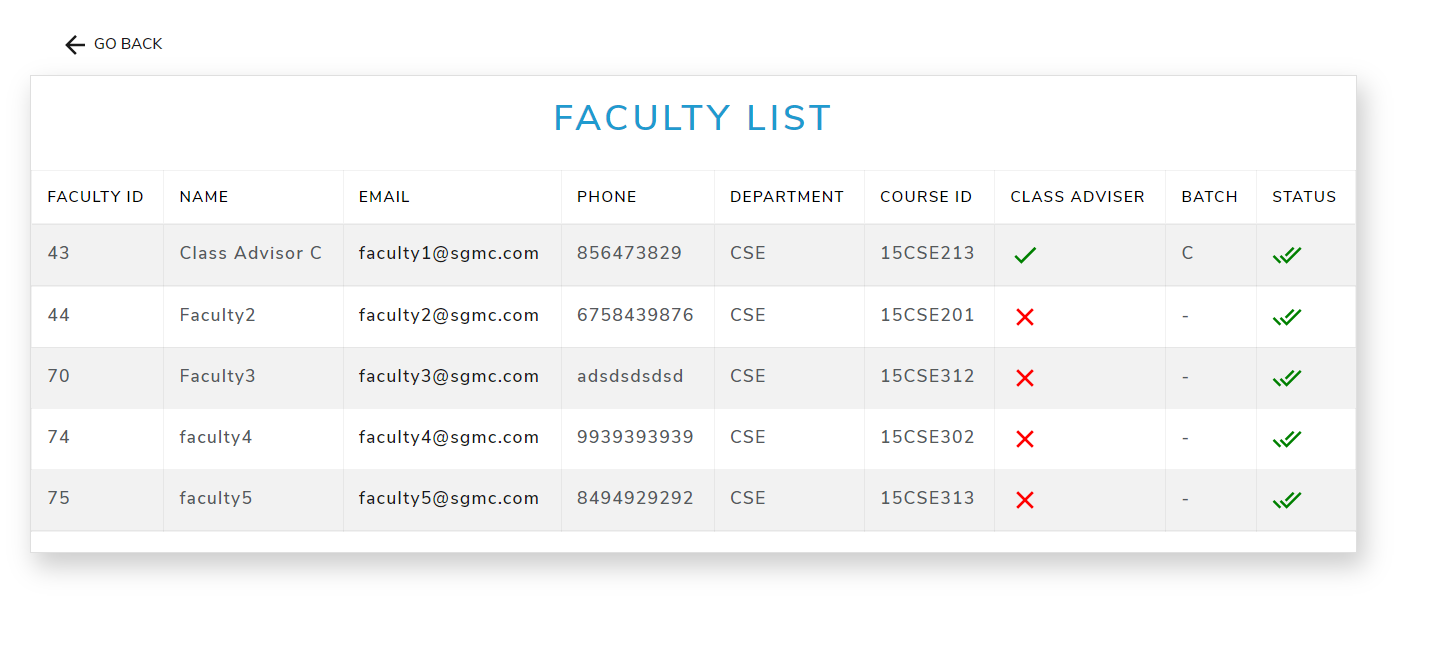 GO BACK
FACULTY LIST
FACULTY ID NAME EMAIL PHONE DEPARTMENT COURSE ID CLASS ADVISER BATCH STATUS
43 Class Advisor C faculty1@sgmc.com 856473829 CSE 15CSE213 C
44 Faculty2 faculty2@sgmc.com 6758439876 CSE 15CSE201 -
70 Faculty3 faculty3@sgmc.com adsdsdsdsd CSE 15CSE312 -
74 faculty4 faculty4@sgmc.com 9939393939 CSE 15CSE302 -
75 faculty5 faculty5@sgmc.com 8494929292 CSE 15CSE313 -